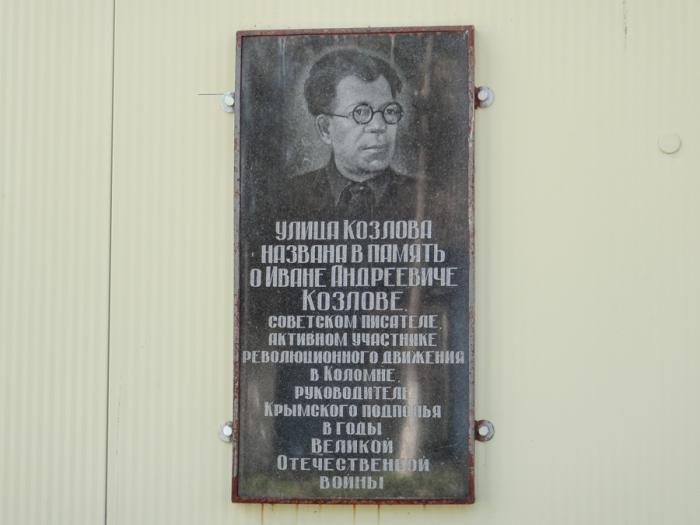 УЛИЦА КОЗЛОВА
НАЗВАНА В ПАМЯТЬ
О ИВАНЕ АНДРЕЕВИЧЕ
КОЗЛОВЕ,
СОВЕТСКОМ ПИСАТЕЛЕ,
АКТИВНОМ УЧАСТНИКЕ
РЕВОЛЮЦИОННОГО ДВИЖЕНИЯ
В КОЛОМНЕ,
РУКОВОДИТЕЛЕ
КРЫМСКОГО ПОДПОЛЬЯ
В ГОДЫ
ВЕЛИКОЙ
ОТЕЧЕСТВЕННОЙ
ВОЙНЫ